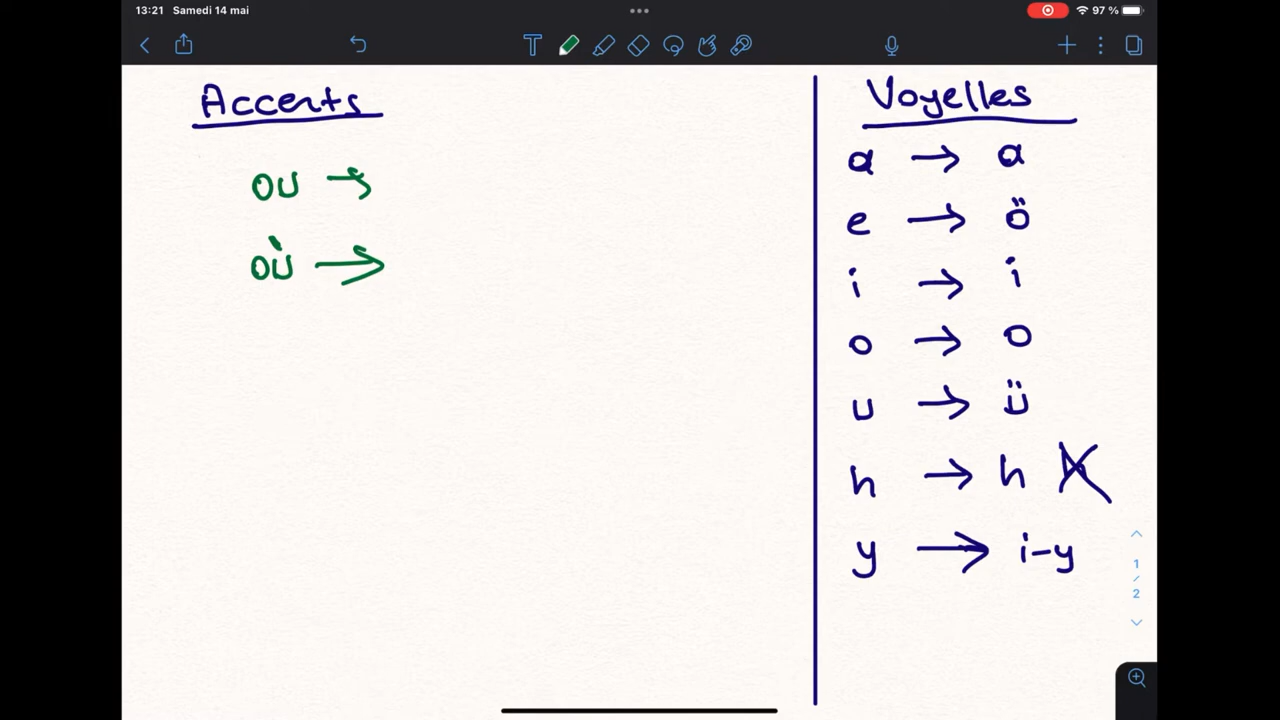 13:21 Samedi 14 mai
97 %
Accents
ou →
où →
Voyelles
a → a
e → ö
i → i
o → o
u → ü
h → h
y → i-y
1
/
2